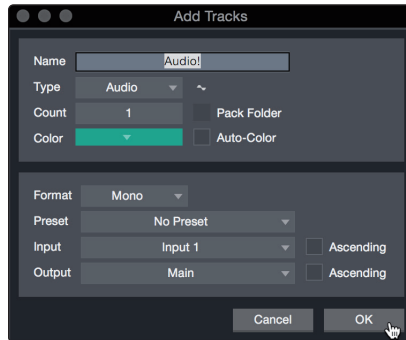 Add Tracks
Name Audio!
Type Audio
Count 1 Pack Folder
Color Auto-Color
Format Mono
Preset No Preset
Input Input 1 Ascending
Output Main Ascending
Cancel OK